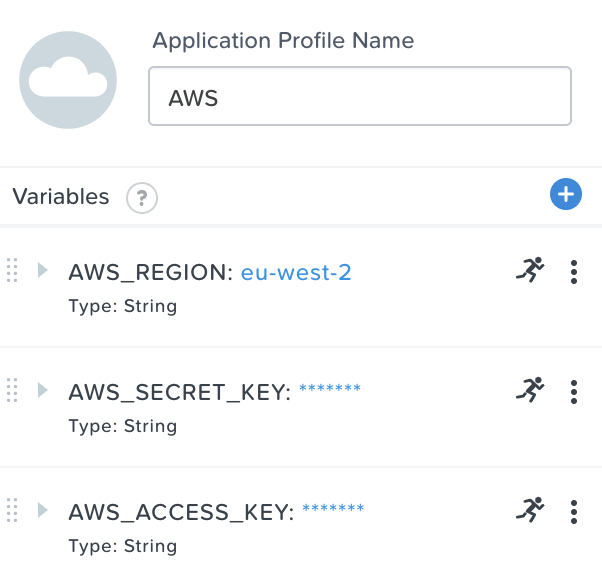 Application Profile Name
AWS
Variables ?
AWS_REGION: eu-west-2
Type: String
AWS_SECRET_KEY: *******
Type: String
AWS_ACCESS_KEY: *******
Type: String